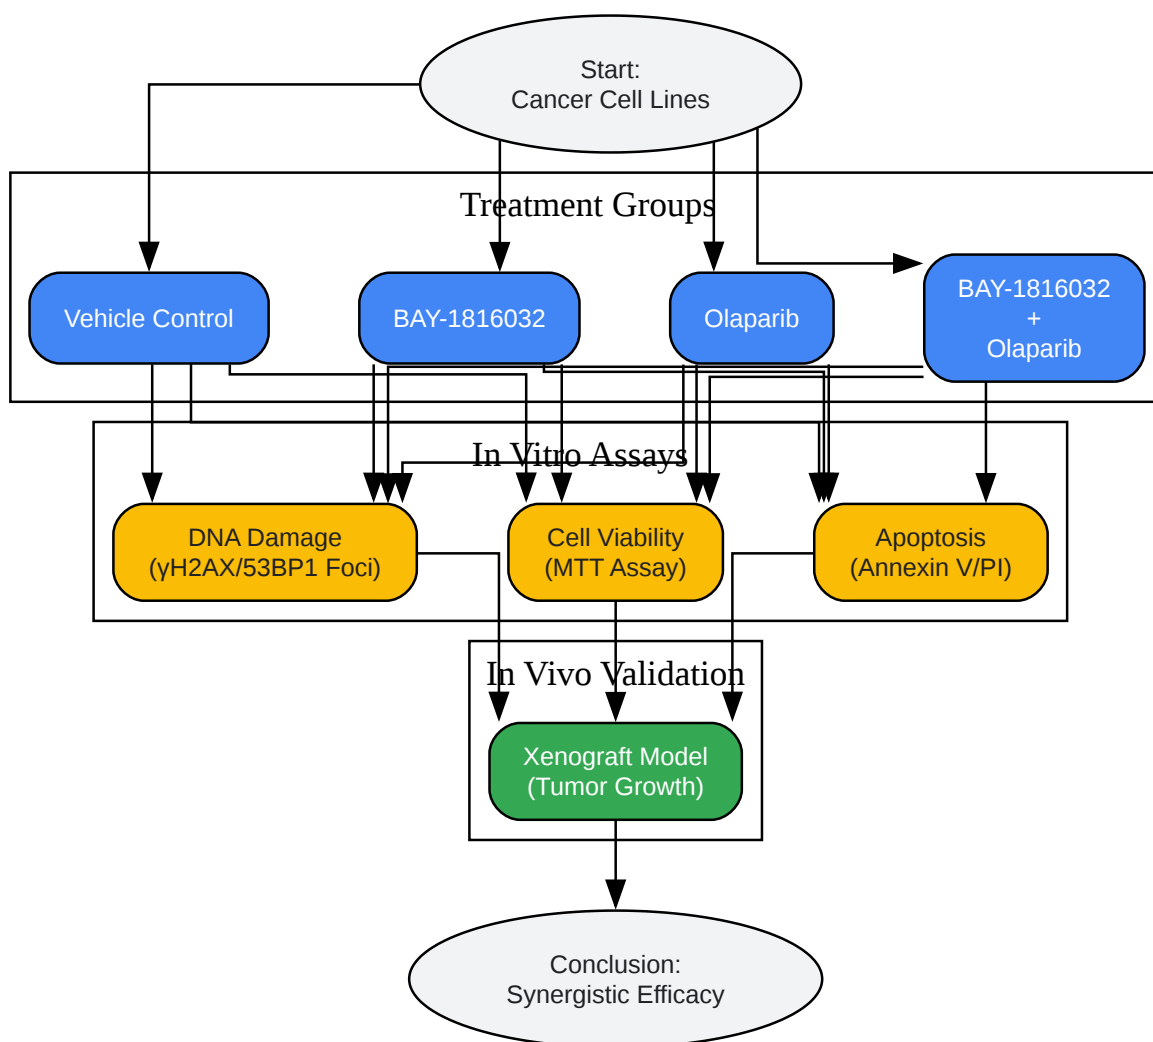 Start:
Cancer Cell Lines
Treatment Groups
Vehicle Control
BAY-1816032
Olaparib
BAY-1816032
+
Olaparib
In Vitro Assays
DNA Damage
(γH2AX/53BP1 Foci)
Cell Viability
(MTT Assay)
Apoptosis
(Annexin V/PI)
In Vivo Validation
Xenograft Model
(Tumor Growth)
Conclusion:
Synergistic Efficacy